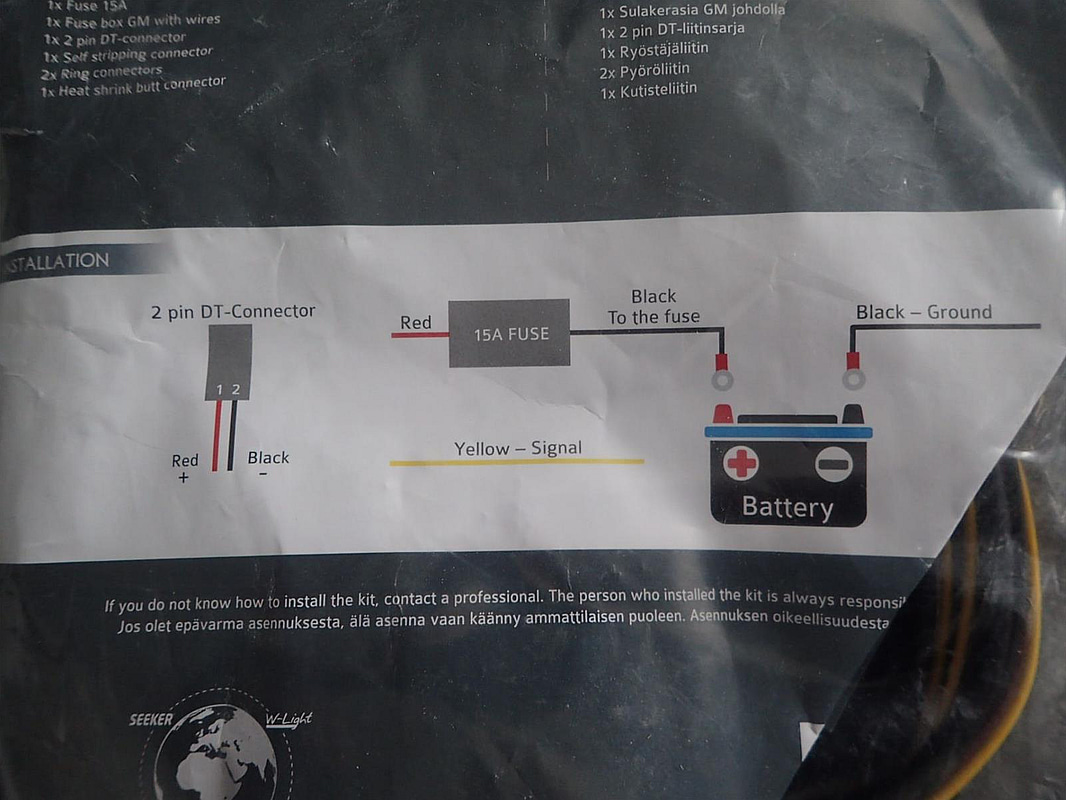 1x Fuse 15A
1x Fuse box GM with wires
1x 2 pin DT-connector
1x Self stripping connector
2x Ring connectors
1x Heat shrink butt connector
1x Sulakerasia GM johdolla
1x 2 pin DT-liitinsarja
1x Ryöstäjäliitin
2x Pyöröliitin
1x Kutisteliitin
STALLATION
2 pin DT-Connector
1 2
Red
+
Black
-
Red
15A FUSE
Black
To the fuse
Black – Ground
Yellow – Signal
Battery
If you do not know how to install the kit, contact a professional. The person who installed the kit is always responsi
Jos olet epävarma asennuksesta, älä asenna vaan käänny ammattilaisen puoleen. Asennuksen oikeellisuudesta
SEEKER
W-Light